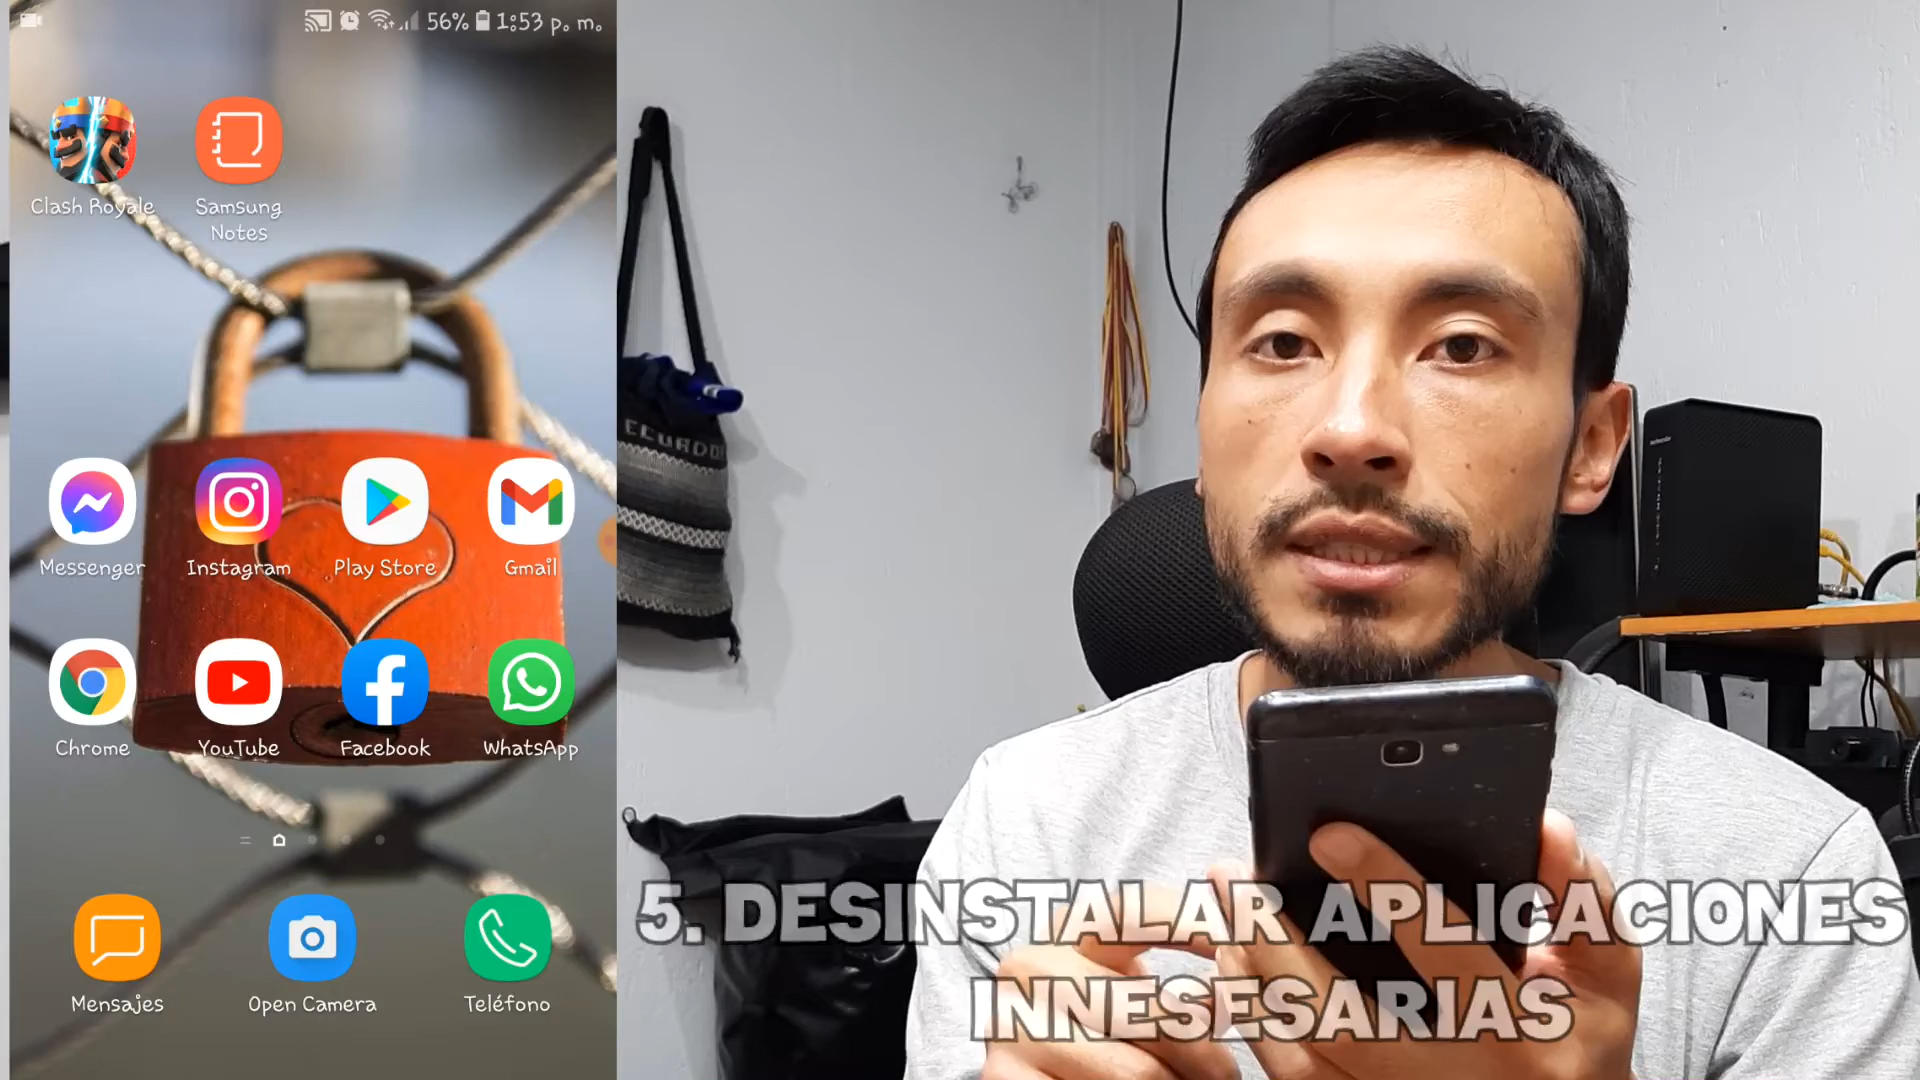 56% 1:53 p. m.
Clash Royale
Samsung
Notes
Messenger
Instagram
Play Store
Gmail
Chrome
YouTube
Facebook
WhatsApp
Mensajes
Open Camera
Teléfono
ECUADOR
5. DESINSTALAR APLICACIONES
INNESESARIAS